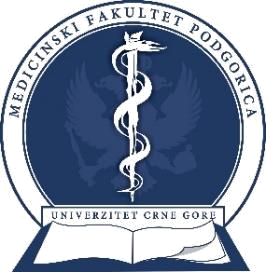 MEDICINSKI FAKULTET PODGORICA
UNIVERZITET CRNE GORE